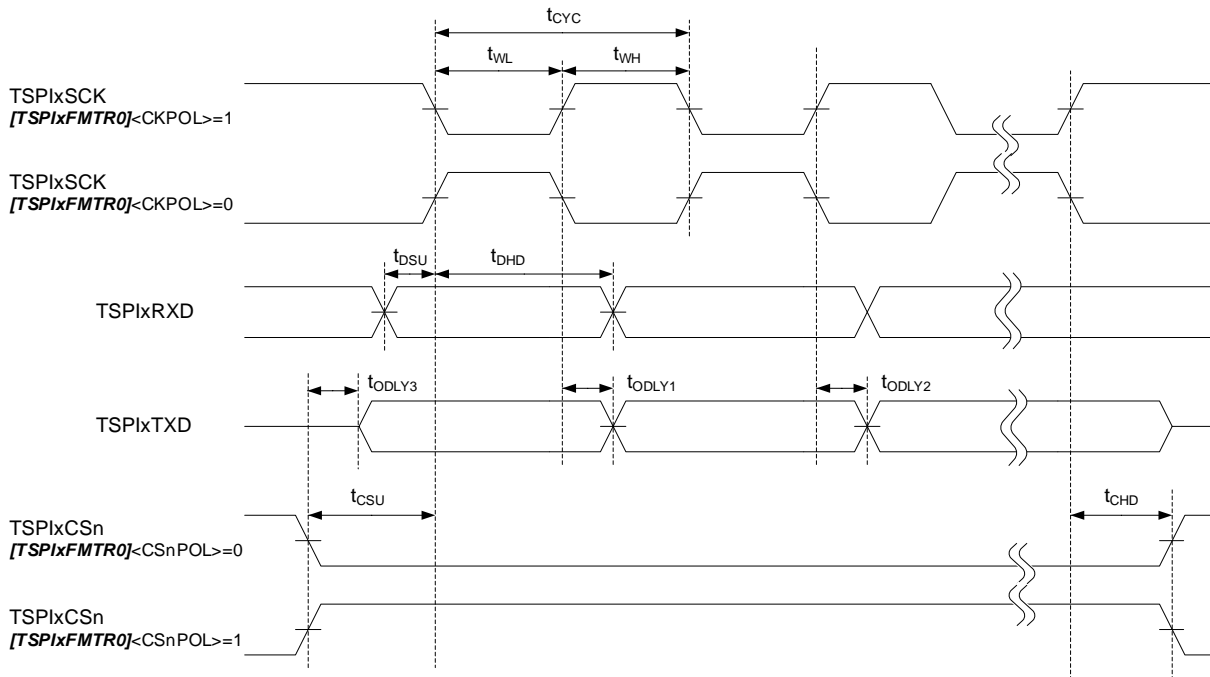 tCYC
tWL tWH
TSPIxSCK
[TSPIxFMTR0]<CKPOL>=1
TSPIxSCK
[TSPIxFMTR0]<CKPOL>=0
tDSU tDHD
TSPIxRXD
tODLY3 tODLY1 tODLY2
TSPIxTXD
tCSU tCHD
TSPIxCSn
[TSPIxFMTR0]<CSnPOL>=0
TSPIxCSn
[TSPIxFMTR0]<CSnPOL>=1